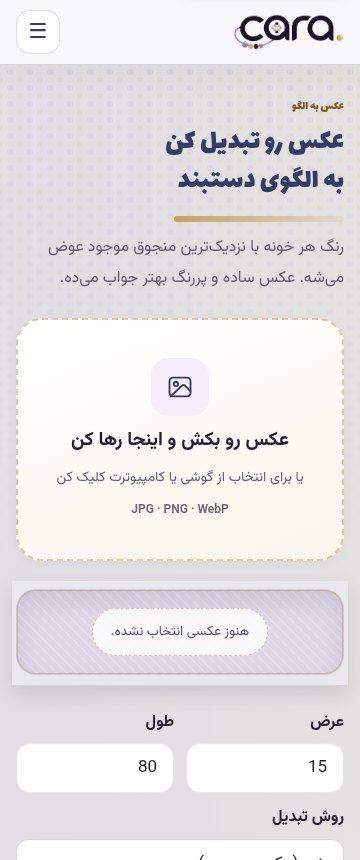 cara.
عکس به الگو
عکس رو تبدیل کن
به الگوی دستبند
رنگ هر خونه با نزدیک‌ترین منجوق موجود عوض
می‌شه. عکس ساده و پررنگ بهتر جواب می‌ده.
عکس رو بکش و اینجا رها کن
یا برای انتخاب از گوشی یا کامپیوترت کلیک کن
JPG · PNG · WebP
هنوز عکسی انتخاب نشده.
عرض
طول
15
80
روش تبدیل